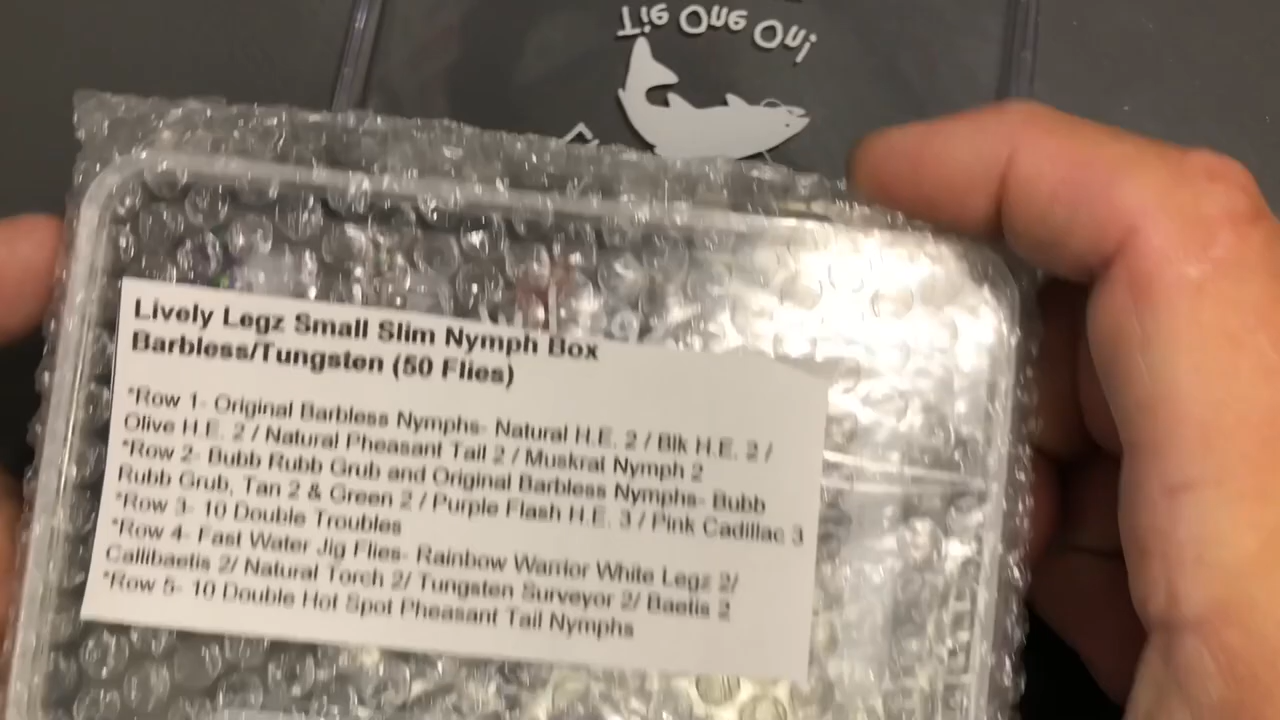 Tie One On!
Lively Legz Small Slim Nymph Box
Barbless/Tungsten (50 Flies)
*Row 1- Original Barbless Nymphs- Natural H.E. 2 / Blk H.E. 2 /
Olive H.E. 2 / Natural Pheasant Tail 2 / Muskrat Nymph 2
*Row 2- Bubb Rubb Grub and Original Barbless Nymphs- Bubb
Rubb Grub, Tan 2 & Green 2 / Purple Flash H.E. 3 / Pink Cadillac 3
*Row 3- 10 Double Troubles
*Row 4- Fast Water Jig Flies- Rainbow Warrior White Legz 2/
Callibaetis 2/ Natural Torch 2/ Tungsten Surveyor 2/ Baetis 2
*Row 5- 10 Double Hot Spot Pheasant Tail Nymphs